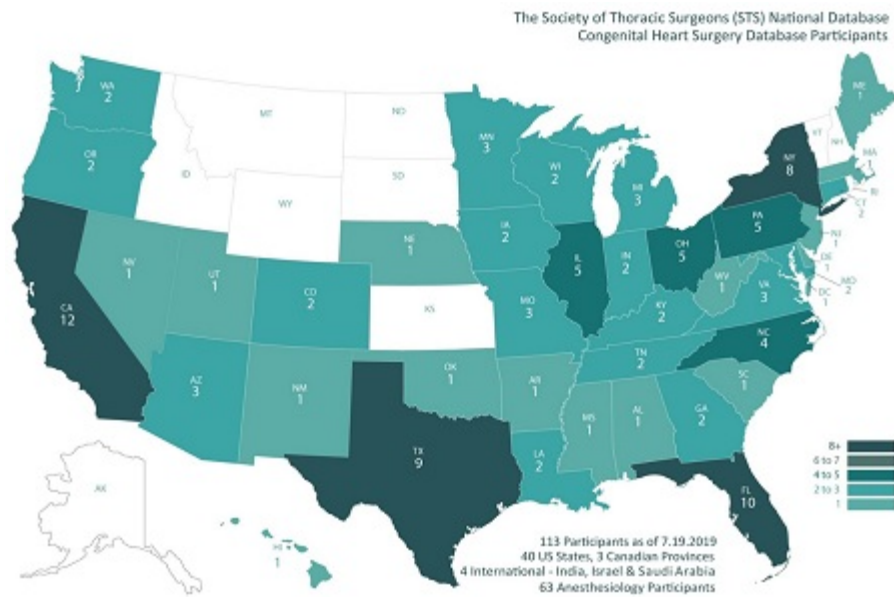 The Society of Thoracic Surgeons (STS) National Database
Congenital Heart Surgery Database Participants
WA
2
OR
2
CA
12
NV
1
ID
MT
WY
UT
1
CO
2
AZ
3
NM
1
ND
SD
NE
1
KS
OK
1
TX
9
MN
3
IA
2
MO
3
AR
1
LA
2
WI
2
IL
5
MI
3
IN
2
OH
5
KY
2
TN
2
MS
1
AL
1
GA
2
FL
10
SC
1
NC
4
VA
3
WV
1
PA
5
NY
8
VT
NH
ME
1
MA
1
RI
CT
2
NJ
1
DE
1
MD
2
DC
1
AK
HI
1
8+
6 to 7
4 to 5
2 to 3
1
113 Participants as of 7.19.2019
40 US States, 3 Canadian Provinces
4 International - India, Israel & Saudi Arabia
63 Anesthesiology Participants